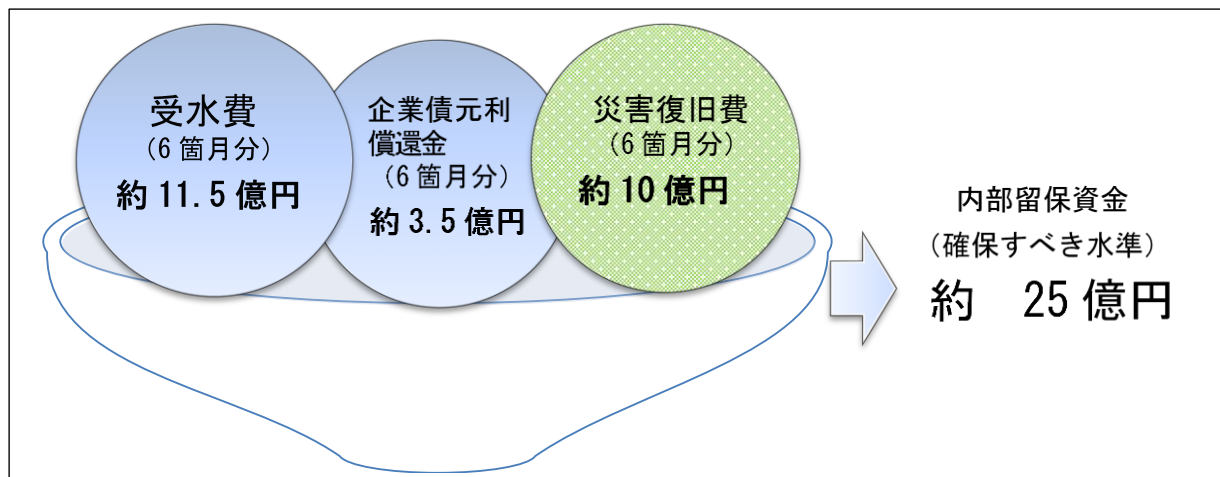 受水費
（6 箇月分）
約 11.5 億円
企業債元利
償還金
（6 箇月分）
約 3.5 億円
災害復旧費
（6 箇月分）
約 10 億円
内部留保資金
（確保すべき水準）
約　25 億円